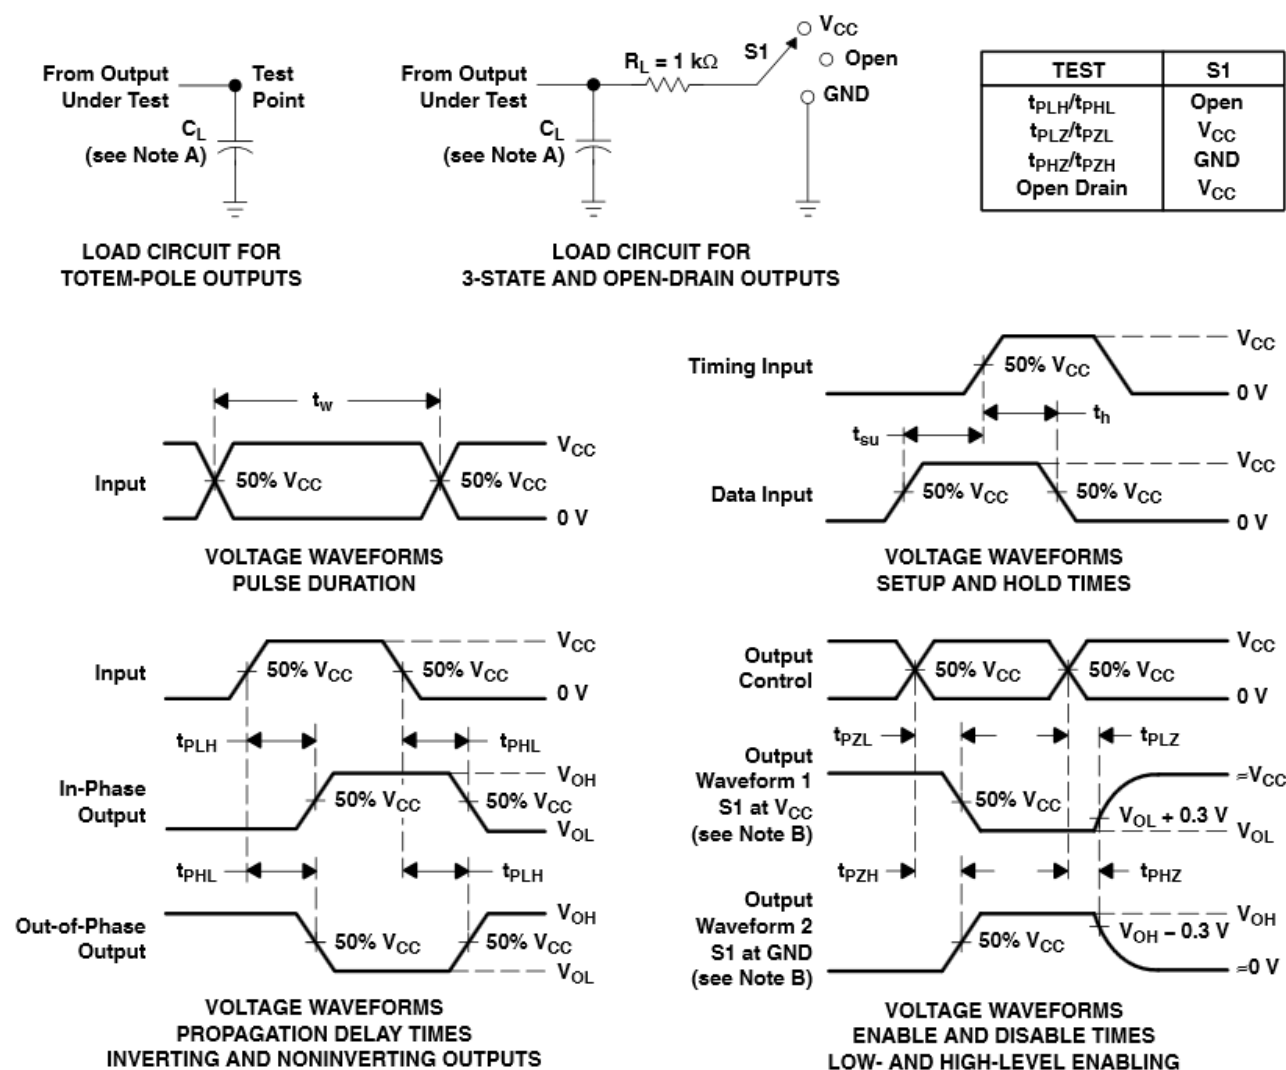 From Output
Under Test
Test
Point
CL
(see Note A)
LOAD CIRCUIT FOR
TOTEM-POLE OUTPUTS
From Output
Under Test
RL = 1 kΩ
S1
VCC
Open
GND
CL
(see Note A)
LOAD CIRCUIT FOR
3-STATE AND OPEN-DRAIN OUTPUTS
TEST S1
tPLH/tPHL Open
tPLZ/tPZL VCC
tPHZ/tPZH GND
Open Drain VCC
tw
Input
50% VCC
50% VCC
VCC
0 V
VOLTAGE WAVEFORMS
PULSE DURATION
Timing Input
50% VCC
VCC
0 V
tsu
th
Data Input
50% VCC
50% VCC
VCC
0 V
VOLTAGE WAVEFORMS
SETUP AND HOLD TIMES
Input
50% VCC
50% VCC
VCC
0 V
tPLH
tPHL
In-Phase
Output
50% VCC
50% VCC
VOH
VOL
tPHL
tPLH
Out-of-Phase
Output
50% VCC
50% VCC
VOH
VOL
VOLTAGE WAVEFORMS
PROPAGATION DELAY TIMES
INVERTING AND NONINVERTING OUTPUTS
Output
Control
50% VCC
50% VCC
VCC
0 V
tPZL
tPLZ
Output
Waveform 1
S1 at VCC
(see Note B)
50% VCC
VOL + 0.3 V
≈VCC
VOL
tPZH
tPHZ
Output
Waveform 2
S1 at GND
(see Note B)
50% VCC
VOH − 0.3 V
VOH
≈0 V
VOLTAGE WAVEFORMS
ENABLE AND DISABLE TIMES
LOW- AND HIGH-LEVEL ENABLING